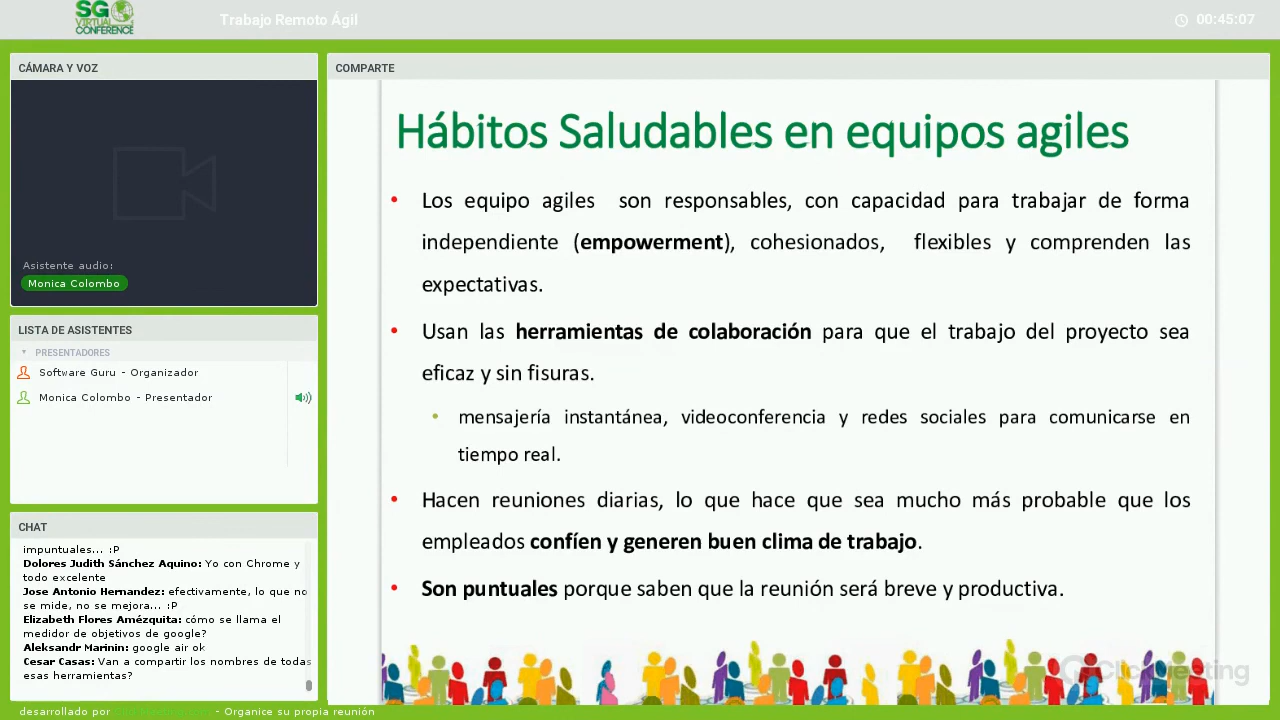 SG
VIRTUAL
CONFERENCE
Trabajo Remoto Ágil
00:45:07
CÁMARA Y VOZ
Asistente audio:
Monica Colombo
LISTA DE ASISTENTES
PRESENTADORES
Software Guru - Organizador
Monica Colombo - Presentador
CHAT
impuntuales... :P
Dolores Judith Sánchez Aquino: Yo con Chrome y
todo excelente
Jose Antonio Hernandez: efectivamente, lo que no
se mide, no se mejora... :P
Elizabeth Flores Amézquita: cómo se llama el
medidor de objetivos de google?
Aleksandr Marinin: google air ok
Cesar Casas: Van a compartir los nombres de todas
esas herramientas?
COMPARTE
Hábitos Saludables en equipos agiles
• Los equipo agiles son responsables, con capacidad para trabajar de forma
independiente (empowerment), cohesionados, flexibles y comprenden las
expectativas.
• Usan las herramientas de colaboración para que el trabajo del proyecto sea
eficaz y sin fisuras.
• mensajería instantánea, videoconferencia y redes sociales para comunicarse en
tiempo real.
• Hacen reuniones diarias, lo que hace que sea mucho más probable que los
empleados confíen y generen buen clima de trabajo.
• Son puntuales porque saben que la reunión será breve y productiva.
ClickMeeting
desarrollado por - Organice su propia reunión